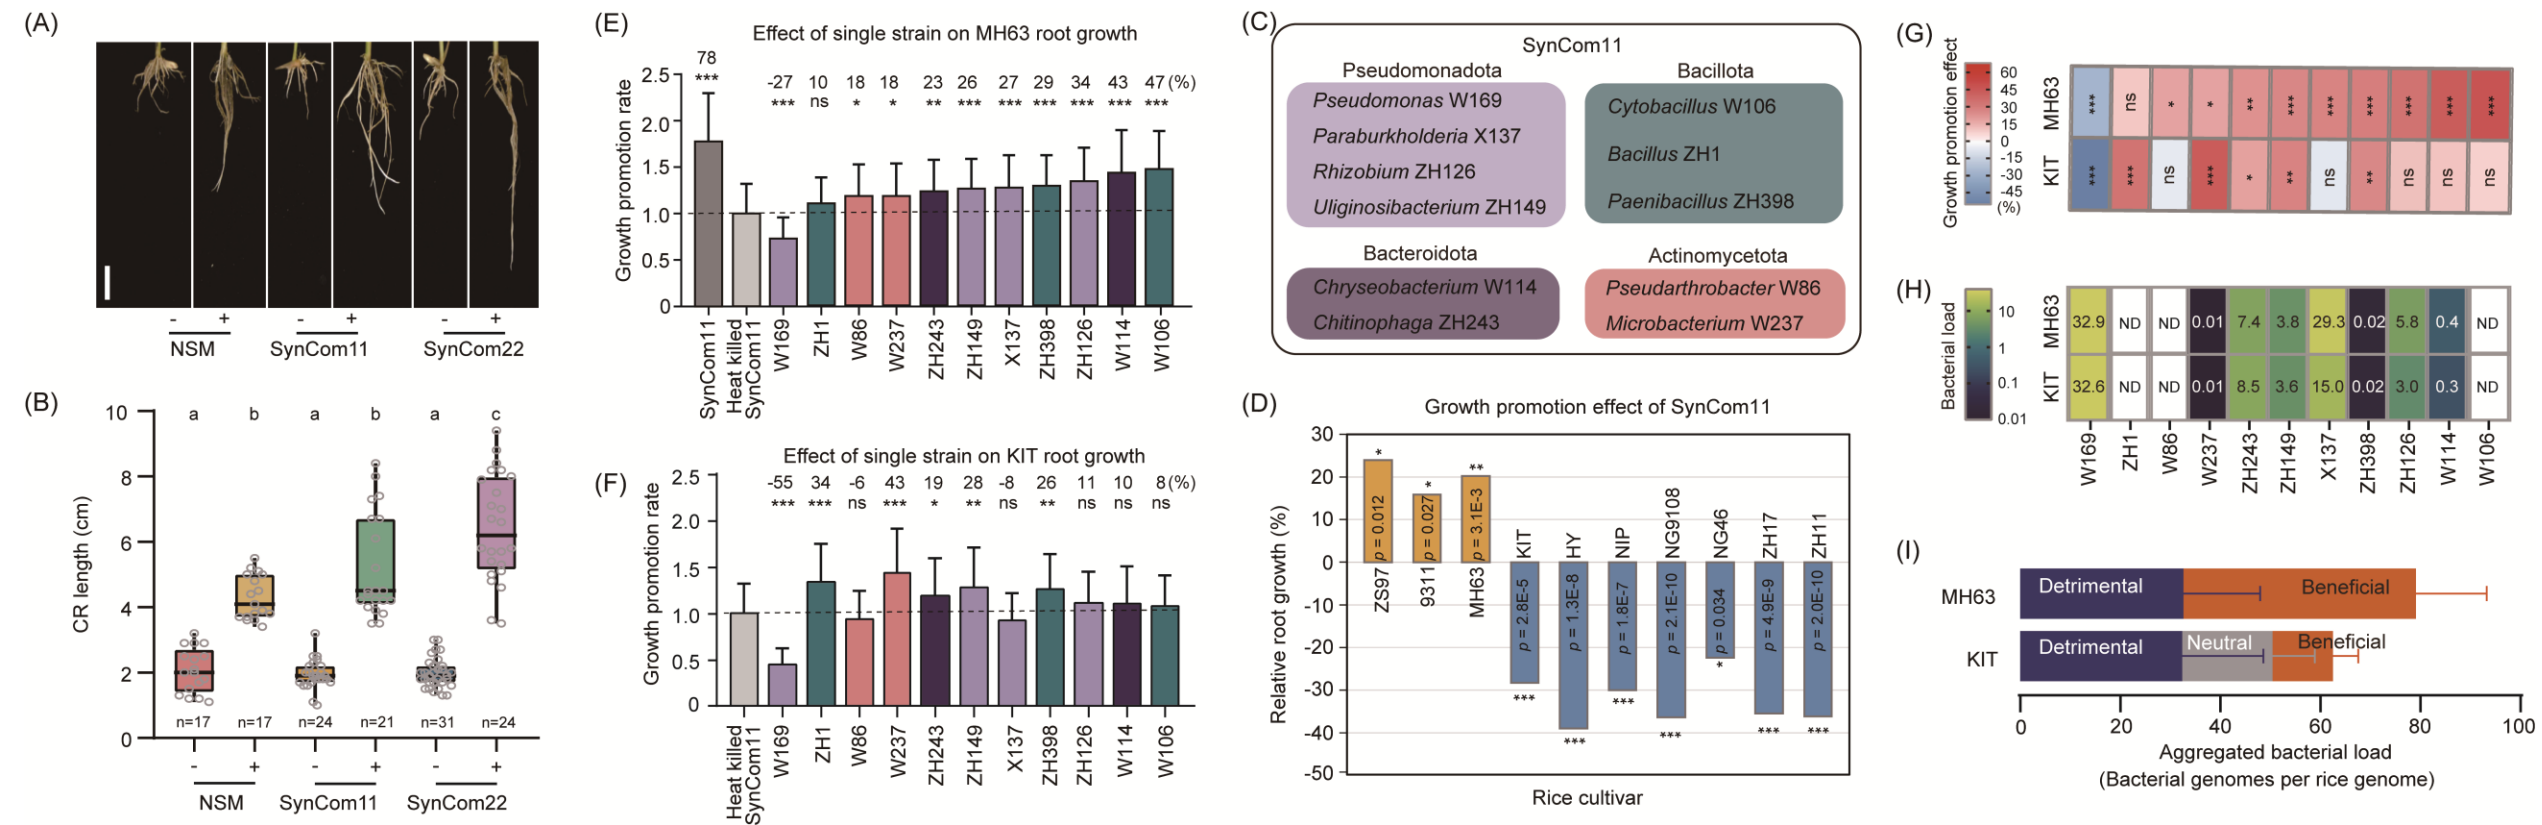 (A)
- + - + - +
NSM SynCom11 SynCom22
(B)
CR length (cm)
10
8
6
4
2
0
a b a b a c
n=17 n=17 n=24 n=21 n=31 n=24
- + - + - +
NSM SynCom11 SynCom22
(E)
Effect of single strain on MH63 root growth
Growth promotion rate
78
***
-27 10 18 18 23 26 27 29 34 43 47 (%)
*** ns * * ** *** *** *** *** *** ***
2.5
2.0
1.5
1.0
0.5
0
SynCom11
Heat killed
SynCom11
W169
ZH1
W86
W237
ZH243
ZH149
X137
ZH398
ZH126
W114
W106
(F)
Effect of single strain on KIT root growth
Growth promotion rate
-55 34 -6 43 19 28 -8 26 11 10 8 (%)
*** *** ns *** * ** ns ** ns ns ns
2.5
2.0
1.5
1.0
0.5
0
Heat killed
SynCom11
W169
ZH1
W86
W237
ZH243
ZH149
X137
ZH398
ZH126
W114
W106
(C)
SynCom11
Pseudomonadota
Pseudomonas W169
Paraburkholderia X137
Rhizobium ZH126
Uliginosibacterium ZH149
Bacillota
Cytobacillus W106
Bacillus ZH1
Paenibacillus ZH398
Bacteroidota
Chryseobacterium W114
Chitinophaga ZH243
Actinomycetota
Pseudarthrobacter W86
Microbacterium W237
(D)
Growth promotion effect of SynCom11
Relative root growth (%)
30
20
10
0
-10
-20
-30
-40
-50
*
p = 0.012
ZS97
*
p = 0.027
9311
**
p = 3.1E-3
MH63
KIT
p = 2.8E-5
***
HY
p = 1.3E-8
***
NIP
p = 1.8E-7
***
NG9108
p = 2.1E-10
***
NG46
p = 0.034
*
ZH17
p = 4.9E-9
***
ZH11
p = 2.0E-10
***
Rice cultivar
(G)
Growth promotion effect
60
45
30
15
0
-15
-30
-45
(%)
MH63
*** ns * * ** *** *** *** *** *** ***
KIT
*** *** ns *** * ** ns ** ns ns ns
(H)
Bacterial load
10
1
0.1
0.01
MH63
32.9 ND ND 0.01 7.4 3.8 29.3 0.02 5.8 0.4 ND
KIT
32.6 ND ND 0.01 8.5 3.6 15.0 0.02 3.0 0.3 ND
W169
ZH1
W86
W237
ZH243
ZH149
X137
ZH398
ZH126
W114
W106
(I)
MH63
Detrimental Beneficial
KIT
Detrimental Neutral Beneficial
0 20 40 60 80 100
Aggregated bacterial load
(Bacterial genomes per rice genome)